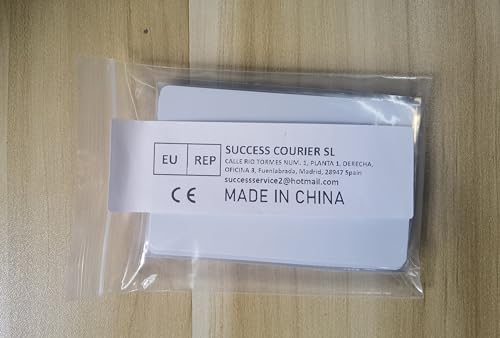 EU REP
SUCCESS COURIER SL
CALLE RIO TORMES NUM. 1, PLANTA 1. DERECHA,
OFICINA 3, Fuenlabrada, Madrid, 28947 Spain
successservice2@hotmail.com
CE MADE IN CHINA